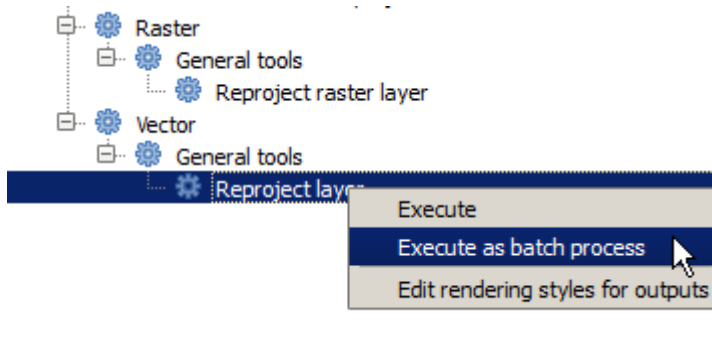 Raster
General tools
Reproject raster layer
Vector
General tools
Reproject layer
Execute
Execute as batch process
Edit rendering styles for outputs